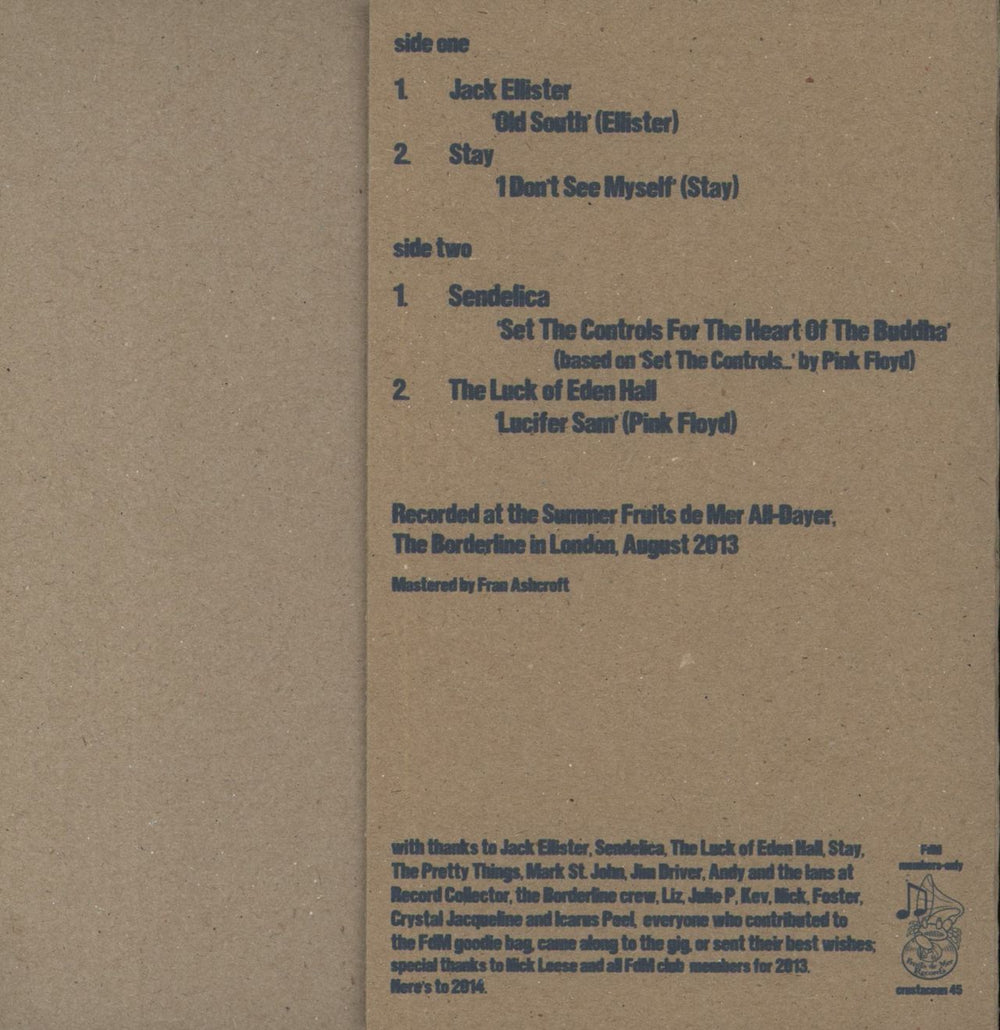 side one
1. Jack Ellister
'Old South' (Ellister)
2. Stay
'I Don't See Myself' (Stay)
side two
1. Sendelica
'Set The Controls For The Heart Of The Buddha'
(based on 'Set The Controls...' by Pink Floyd)
2. The Luck of Eden Hall
'Lucifer Sam' (Pink Floyd)
Recorded at the Summer Fruits de Mer All-Dayer,
The Borderline in London, August 2013
Mastered by Fran Ashcroft
with thanks to Jack Ellister, Sendelica, The Luck of Eden Hall, Stay,
The Pretty Things, Mark St. John, Jim Driver, Andy and the Ians at
Record Collector, the Borderline crew, Liz, Julie P, Kev, Nick, Foster,
Crystal Jacqueline and Icarus Peel, everyone who contributed to
the FdM goodie bag, came along to the gig, or sent their best wishes;
special thanks to Nick Leese and all FdM club members for 2013.
Here's to 2014.
FdM
members-only
Fruits de Mer
Records
crustacean 45